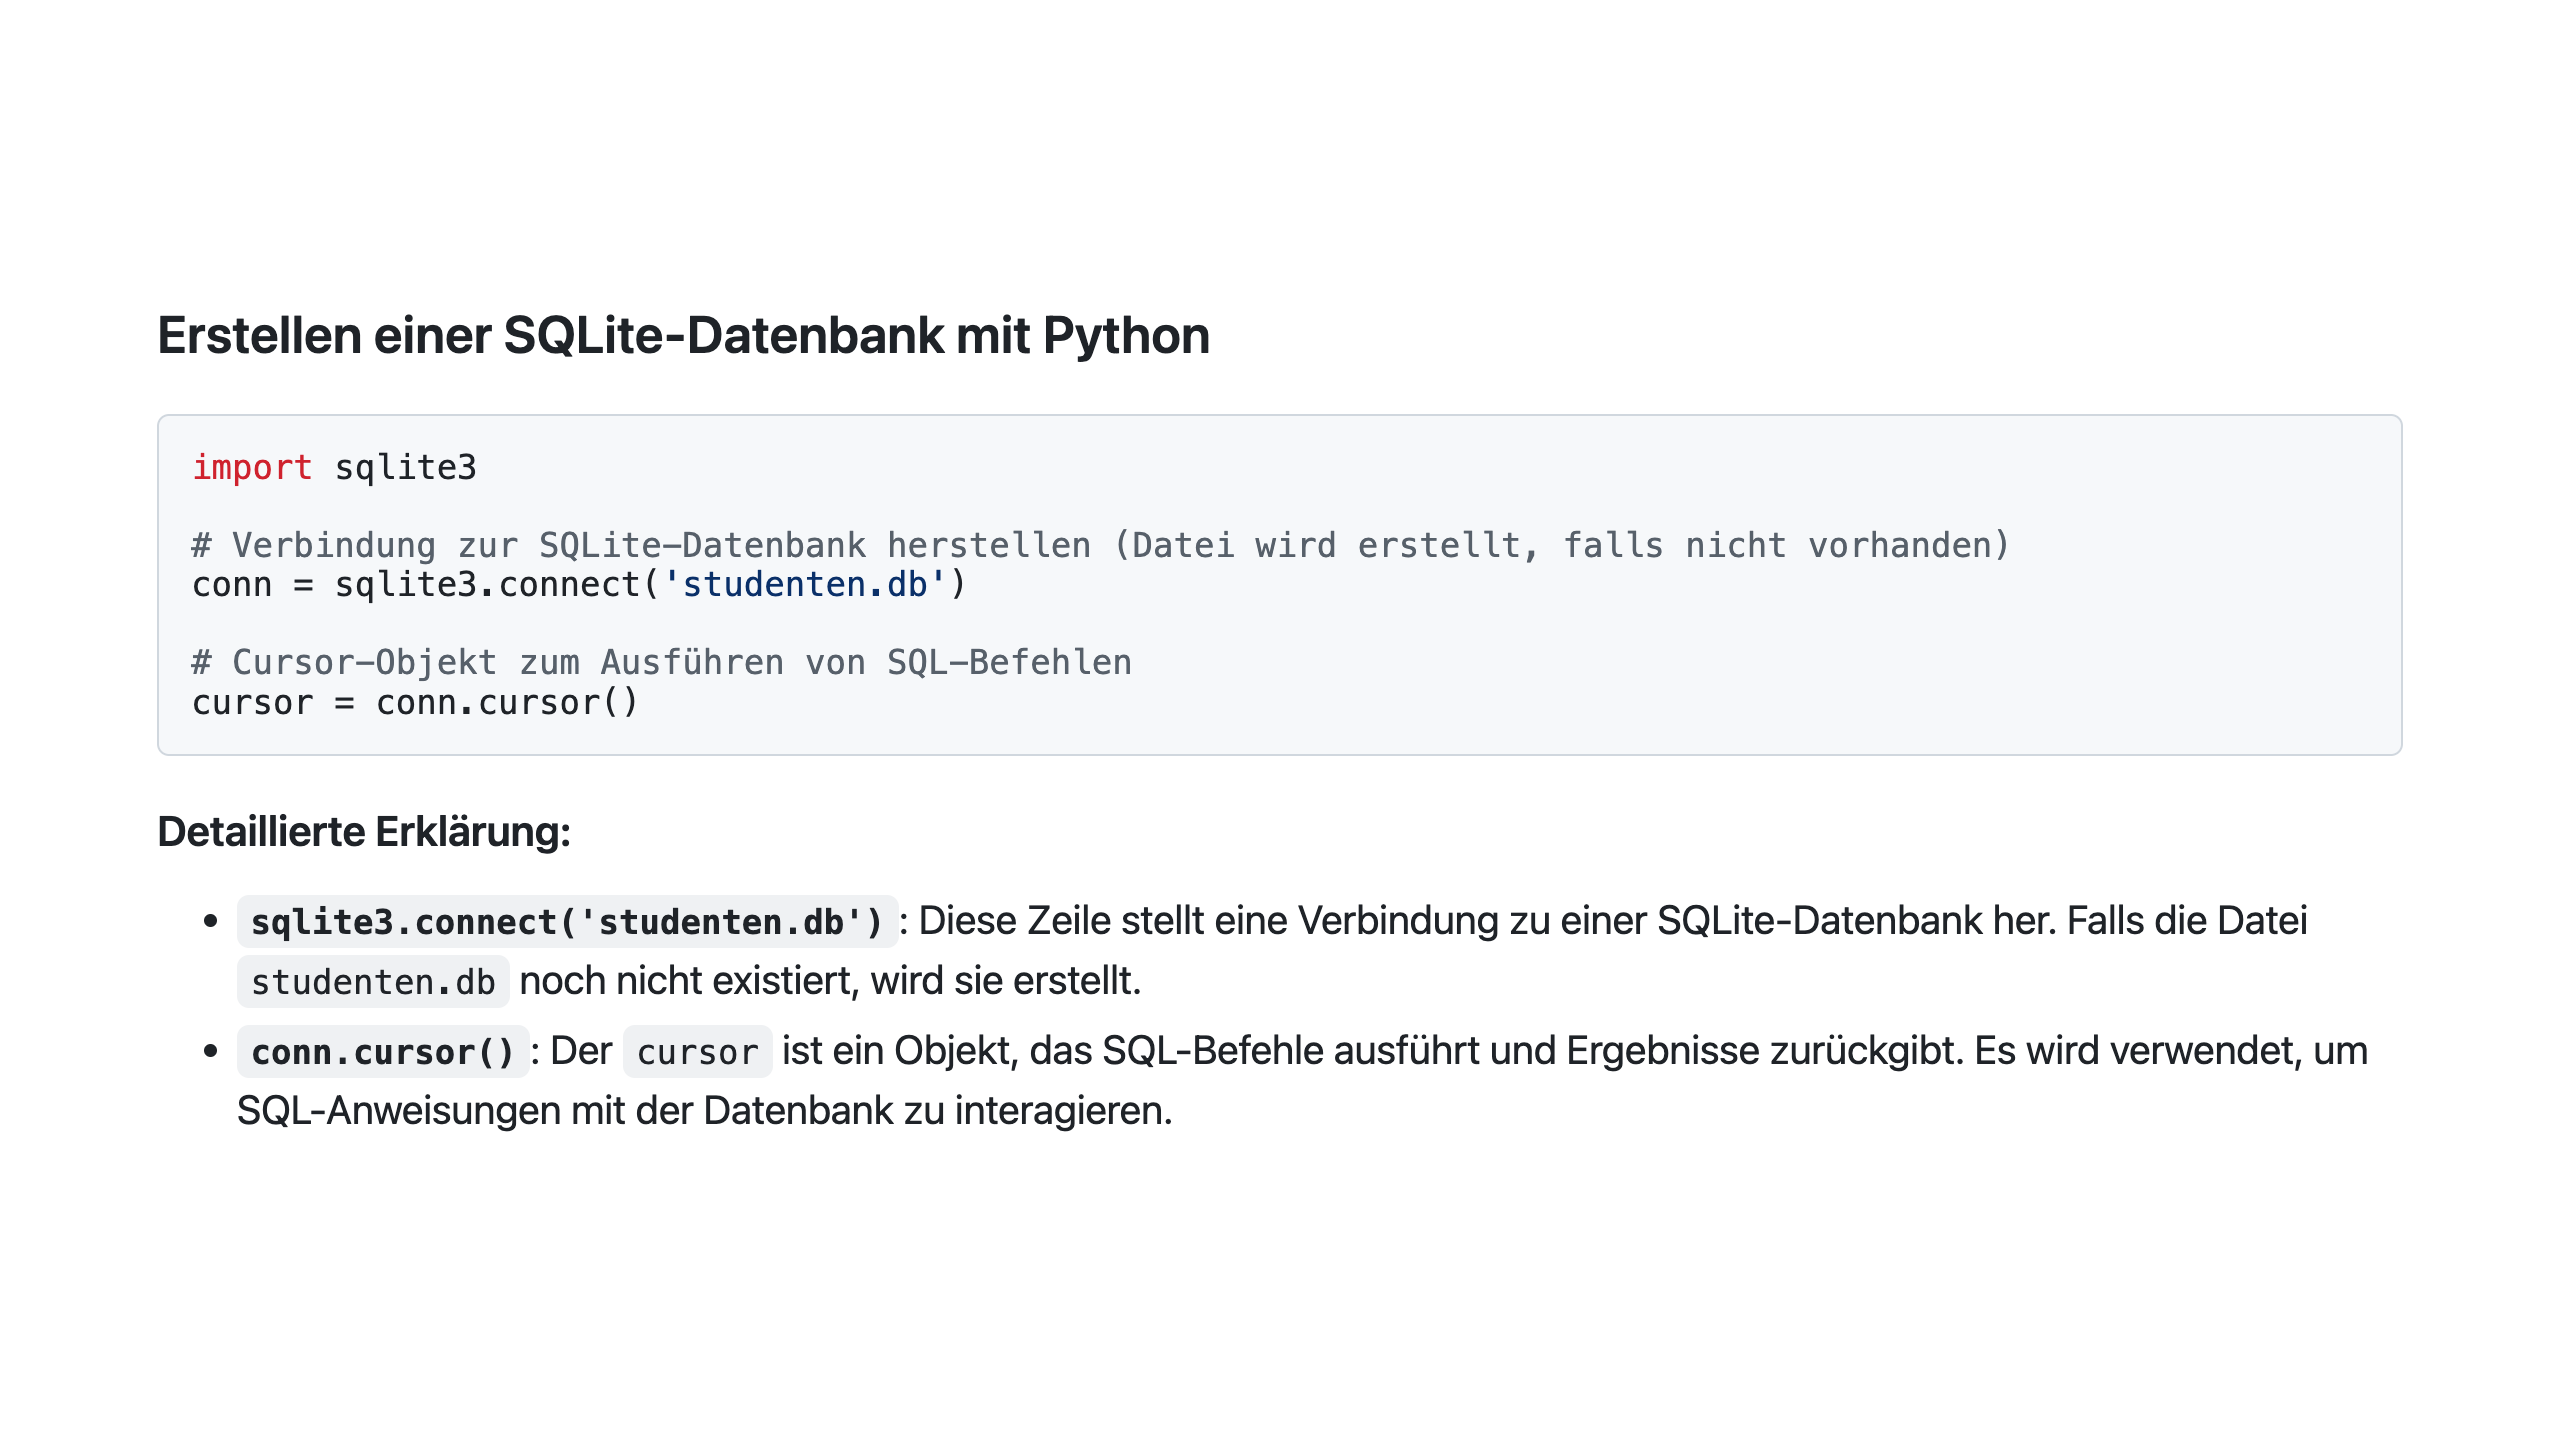 Erstellen einer SQLite-Datenbank mit Python
import sqlite3
# Verbindung zur SQLite-Datenbank herstellen (Datei wird erstellt, falls nicht vorhanden)
conn = sqlite3.connect('studenten.db')
# Cursor-Objekt zum Ausführen von SQL-Befehlen
cursor = conn.cursor()
Detaillierte Erklärung:
• sqlite3.connect('studenten.db') : Diese Zeile stellt eine Verbindung zu einer SQLite-Datenbank her. Falls die Datei
studenten.db noch nicht existiert, wird sie erstellt.
• conn.cursor() : Der cursor ist ein Objekt, das SQL-Befehle ausführt und Ergebnisse zurückgibt. Es wird verwendet, um
SQL-Anweisungen mit der Datenbank zu interagieren.